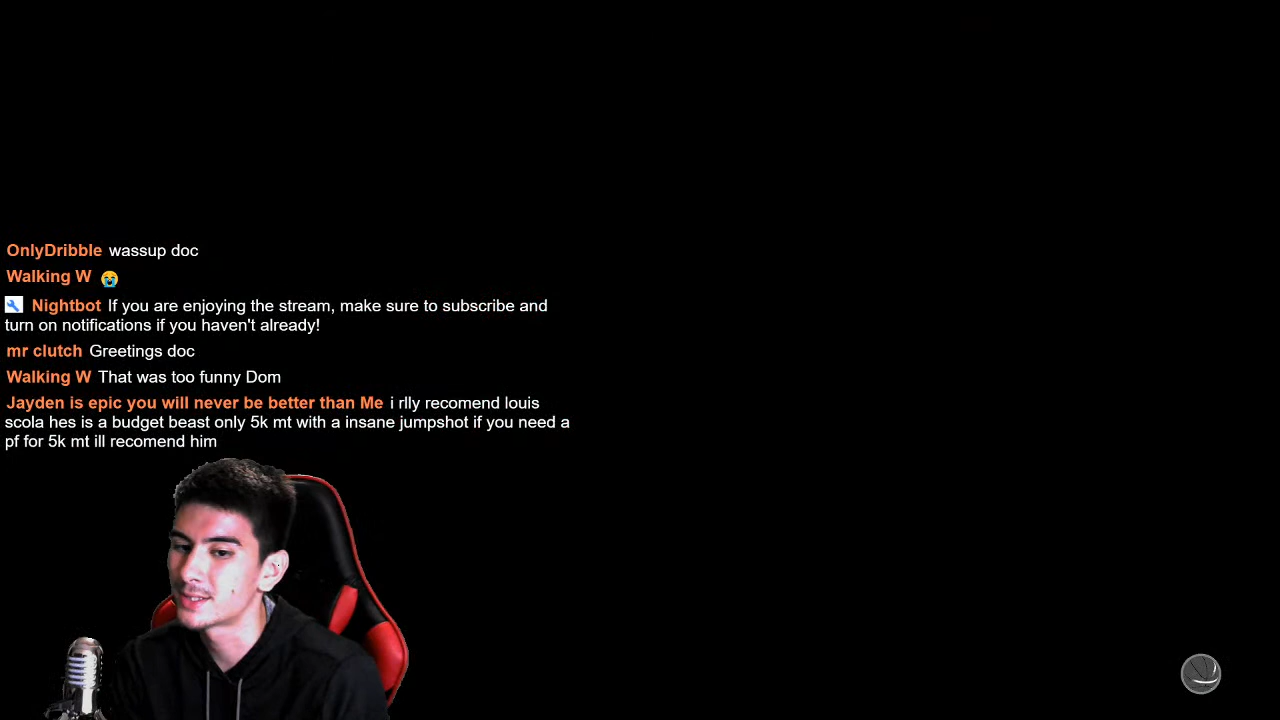 OnlyDribble wassup doc
Walking W 😭
Nightbot If you are enjoying the stream, make sure to subscribe and
turn on notifications if you haven't already!
mr clutch Greetings doc
Walking W That was too funny Dom
Jayden is epic you will never be better than Me i rlly recomend louis
scola hes is a budget beast only 5k mt with a insane jumpshot if you need a
pf for 5k mt ill recomend him